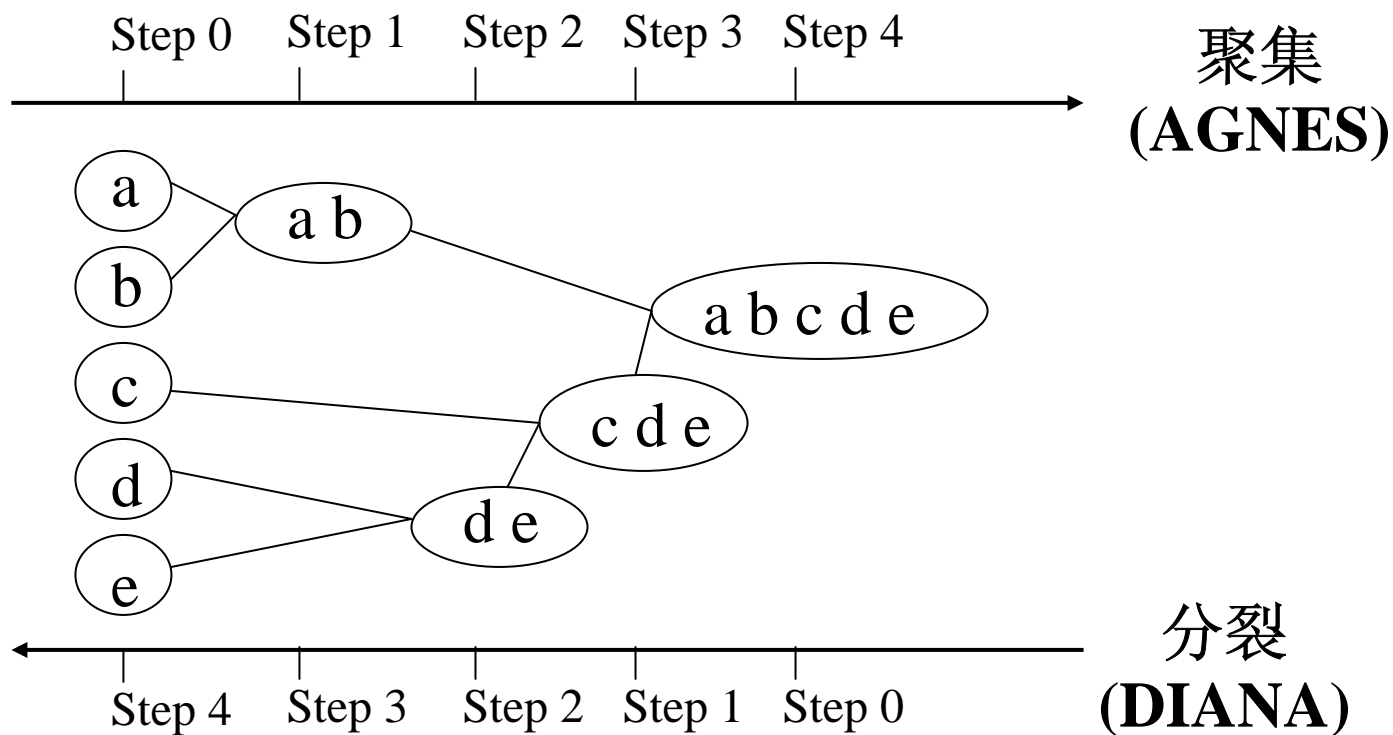 Step 0 Step 1 Step 2 Step 3 Step 4
聚集
(AGNES)
a
a b
b
a b c d e
c
c d e
d
d e
e
分裂
(DIANA)
Step 4 Step 3 Step 2 Step 1 Step 0